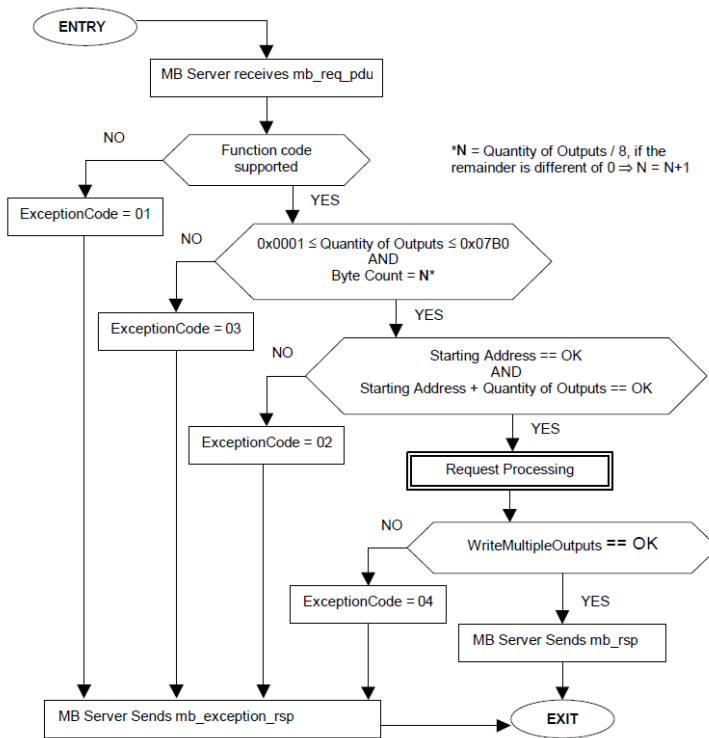 ENTRY
MB Server receives mb_req_pdu
NO
Function code
supported
*N = Quantity of Outputs / 8, if the
remainder is different of 0 ⇒ N = N+1
YES
ExceptionCode = 01
NO
0x0001 ≤ Quantity of Outputs ≤ 0x07B0
AND
Byte Count = N*
YES
ExceptionCode = 03
NO
Starting Address == OK
AND
Starting Address + Quantity of Outputs == OK
YES
ExceptionCode = 02
Request Processing
NO
WriteMultipleOutputs == OK
YES
ExceptionCode = 04
MB Server Sends mb_rsp
MB Server Sends mb_exception_rsp
EXIT